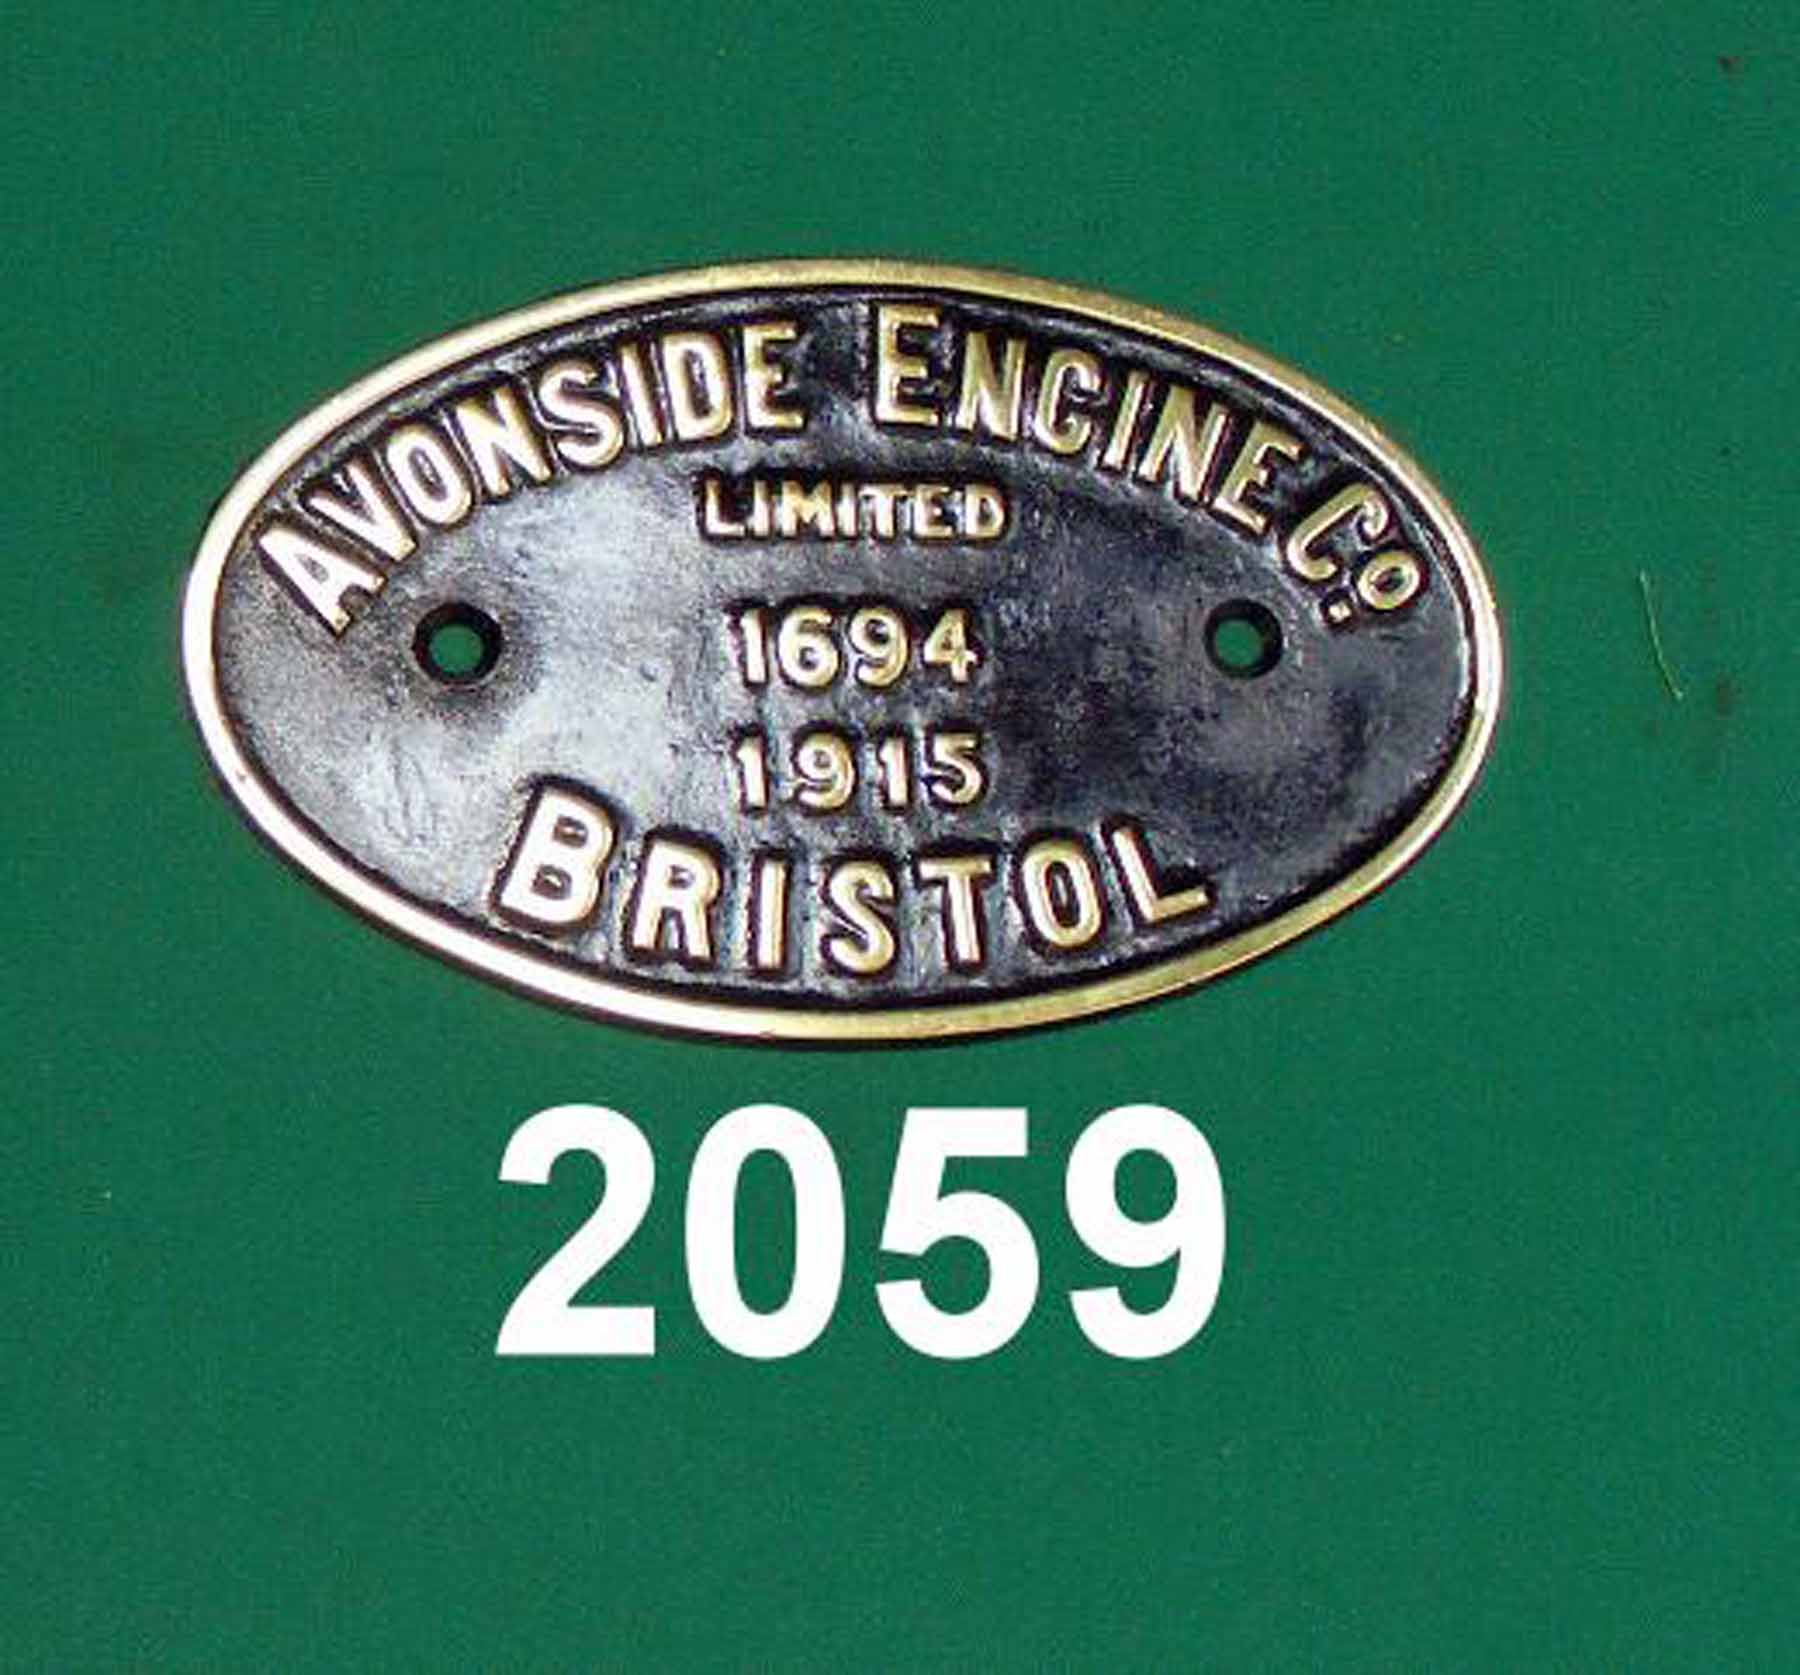 AVONSIDE ENGINE Co.
LIMITED
1694
1915
BRISTOL
2059